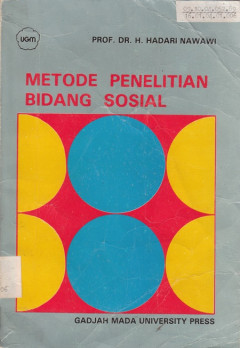 UGM
PROF. DR. H. HADARI NAWAWI
METODE PENELITIAN
BIDANG SOSIAL
GADJAH MADA UNIVERSITY PRESS